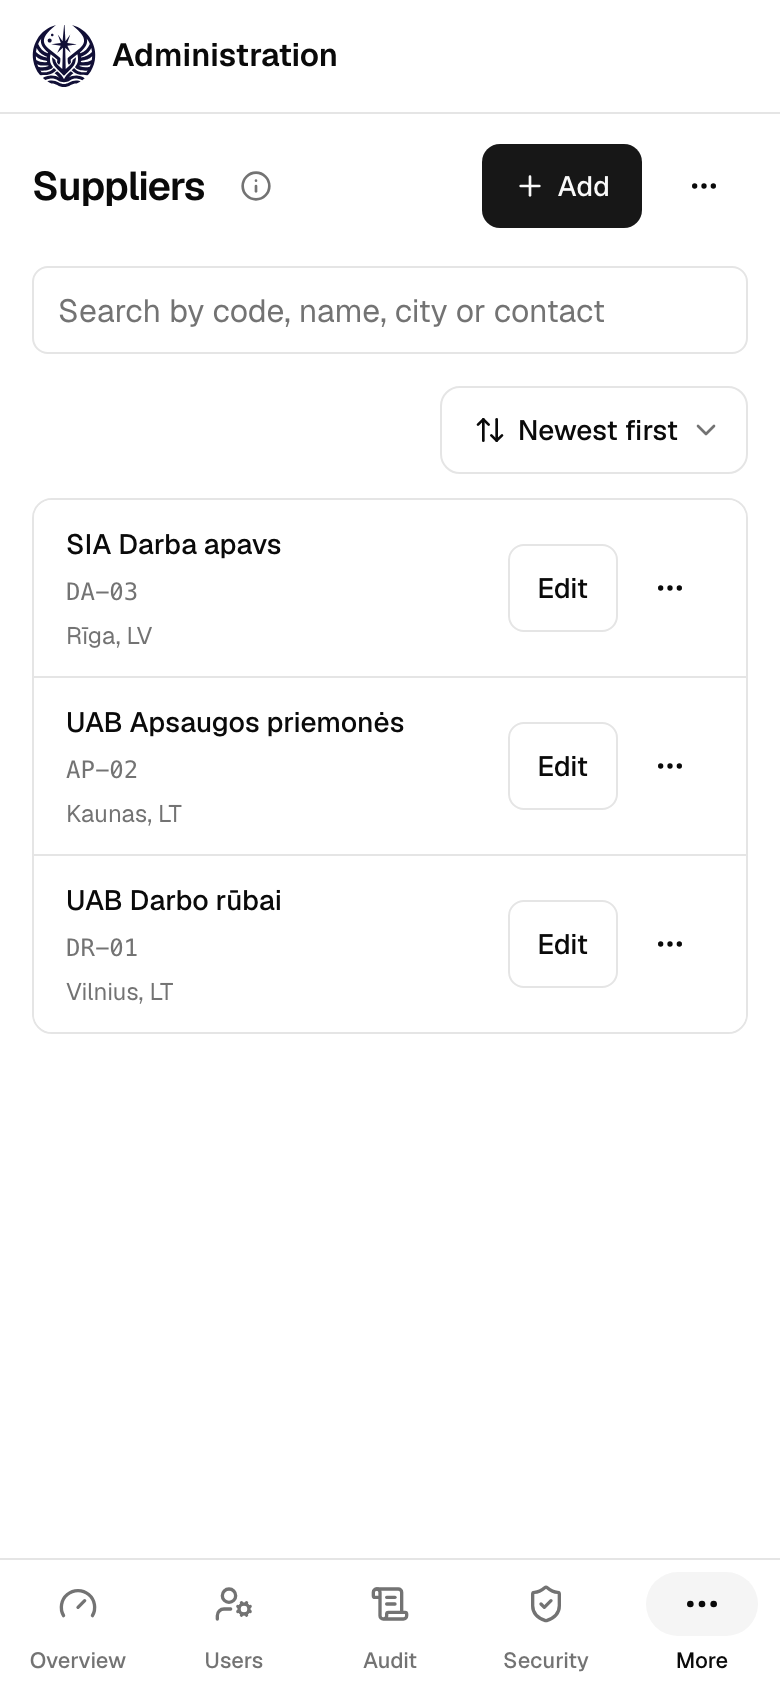 Administration
Suppliers
Add
Search by code, name, city or contact
Newest first
SIA Darba apavs
DA-03
Rīga, LV
Edit
UAB Apsaugos priemonės
AP-02
Kaunas, LT
Edit
UAB Darbo rūbai
DR-01
Vilnius, LT
Edit
Overview
Users
Audit
Security
More